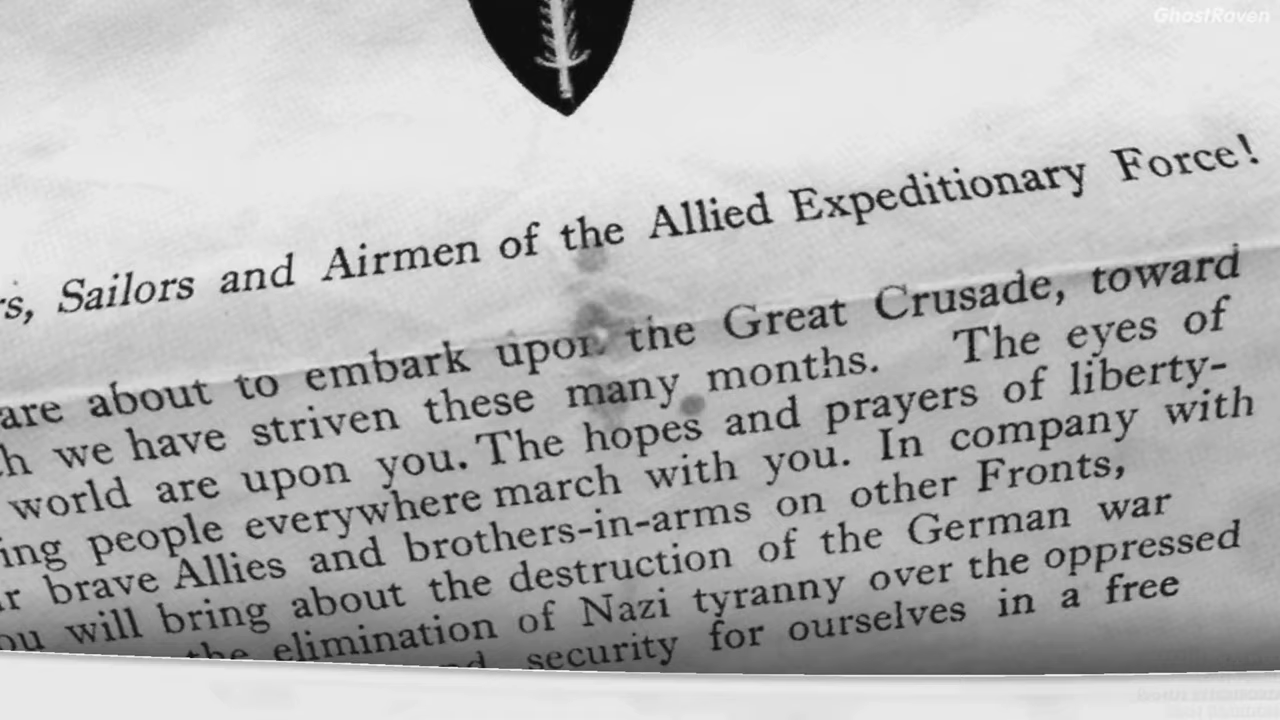 GhostRaven
rs, Sailors and Airmen of the Allied Expeditionary Force!
are about to embark upon the Great Crusade, toward
ch we have striven these many months. The eyes of
world are upon you. The hopes and prayers of liberty-
ing people everywhere march with you. In company with
r brave Allies and brothers-in-arms on other Fronts,
ou will bring about the destruction of the German war
the elimination of Nazi tyranny over the oppressed
security for ourselves in a free